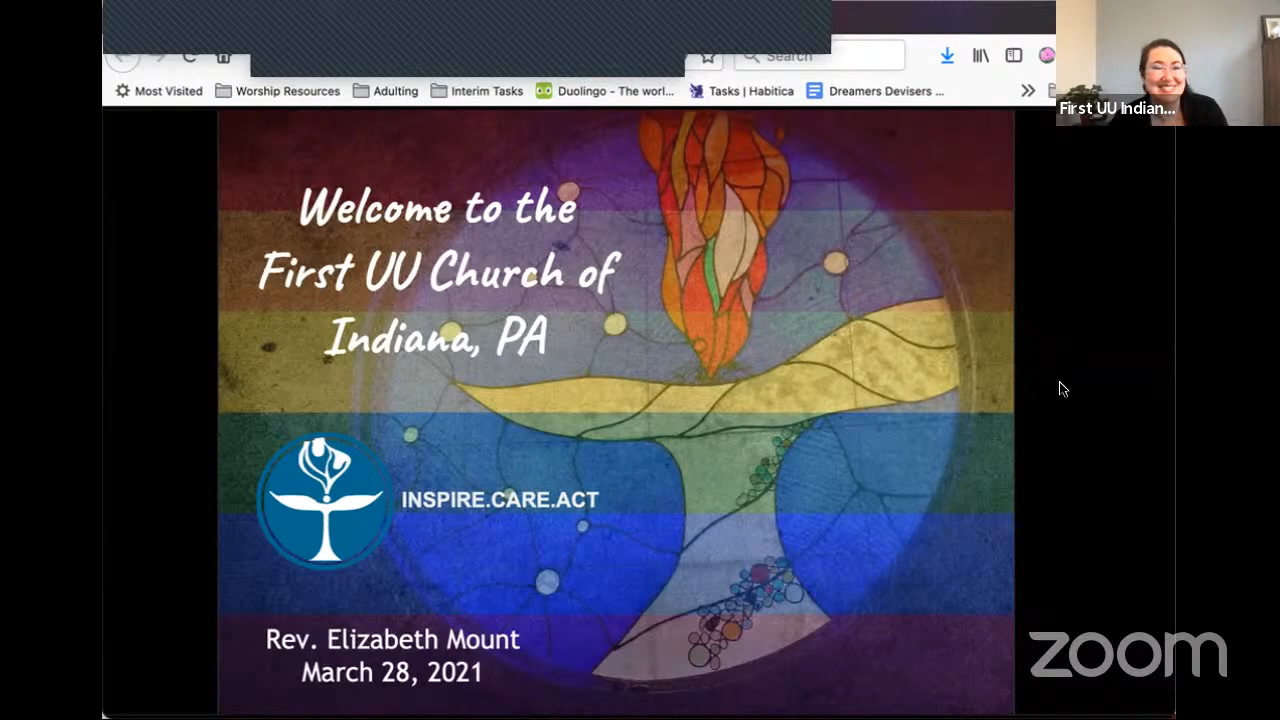 Search
Most Visited Worship Resources Adulting Interim Tasks Duolingo - The worl... Tasks | Habitica Dreamers Devisers ...
First UU Indian...
Welcome to the
First UU Church of
Indiana, PA
INSPIRE.CARE.ACT
Rev. Elizabeth Mount
March 28, 2021
zoom